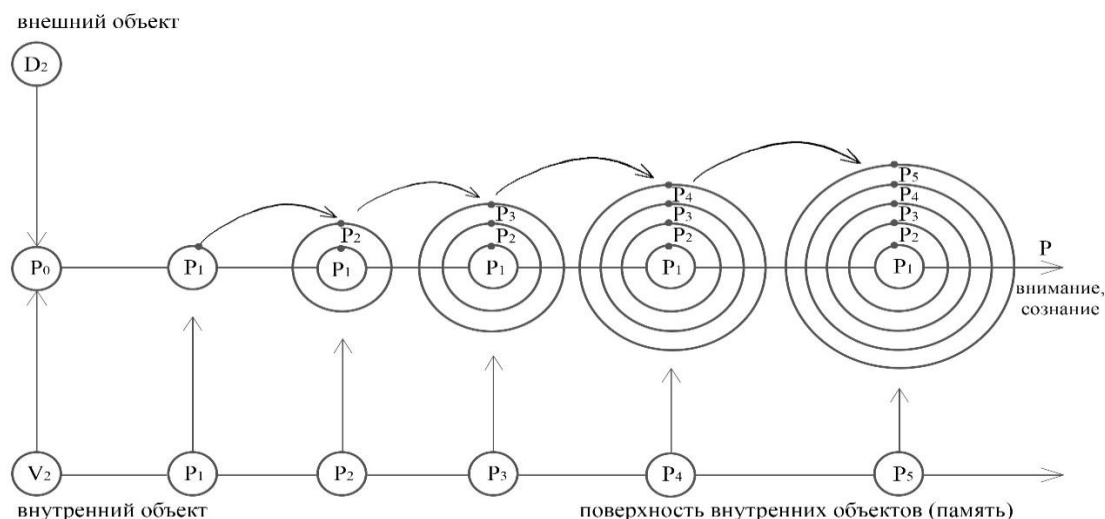 внешний объект
D2
P5
P4
P4
P3
P3
P3
P2
P2
P2
P2
P0
P1
P1
P1
P1
P1
P
внимание,
сознание
V2
P1
P2
P3
P4
P5
внутренний объект
поверхность внутренних объектов (память)